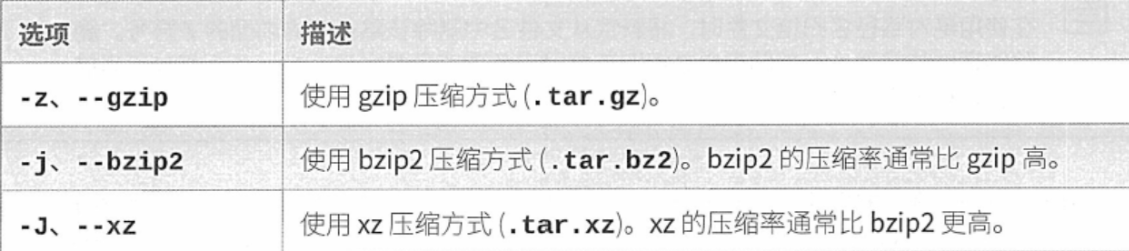 选项 描述
-z、--gzip 使用 gzip 压缩方式 (.tar.gz)。
-j、--bzip2 使用 bzip2 压缩方式 (.tar.bz2)。bzip2 的压缩率通常比 gzip 高。
-J、--xz 使用 xz 压缩方式 (.tar.xz)。xz 的压缩率通常比 bzip2 更高。